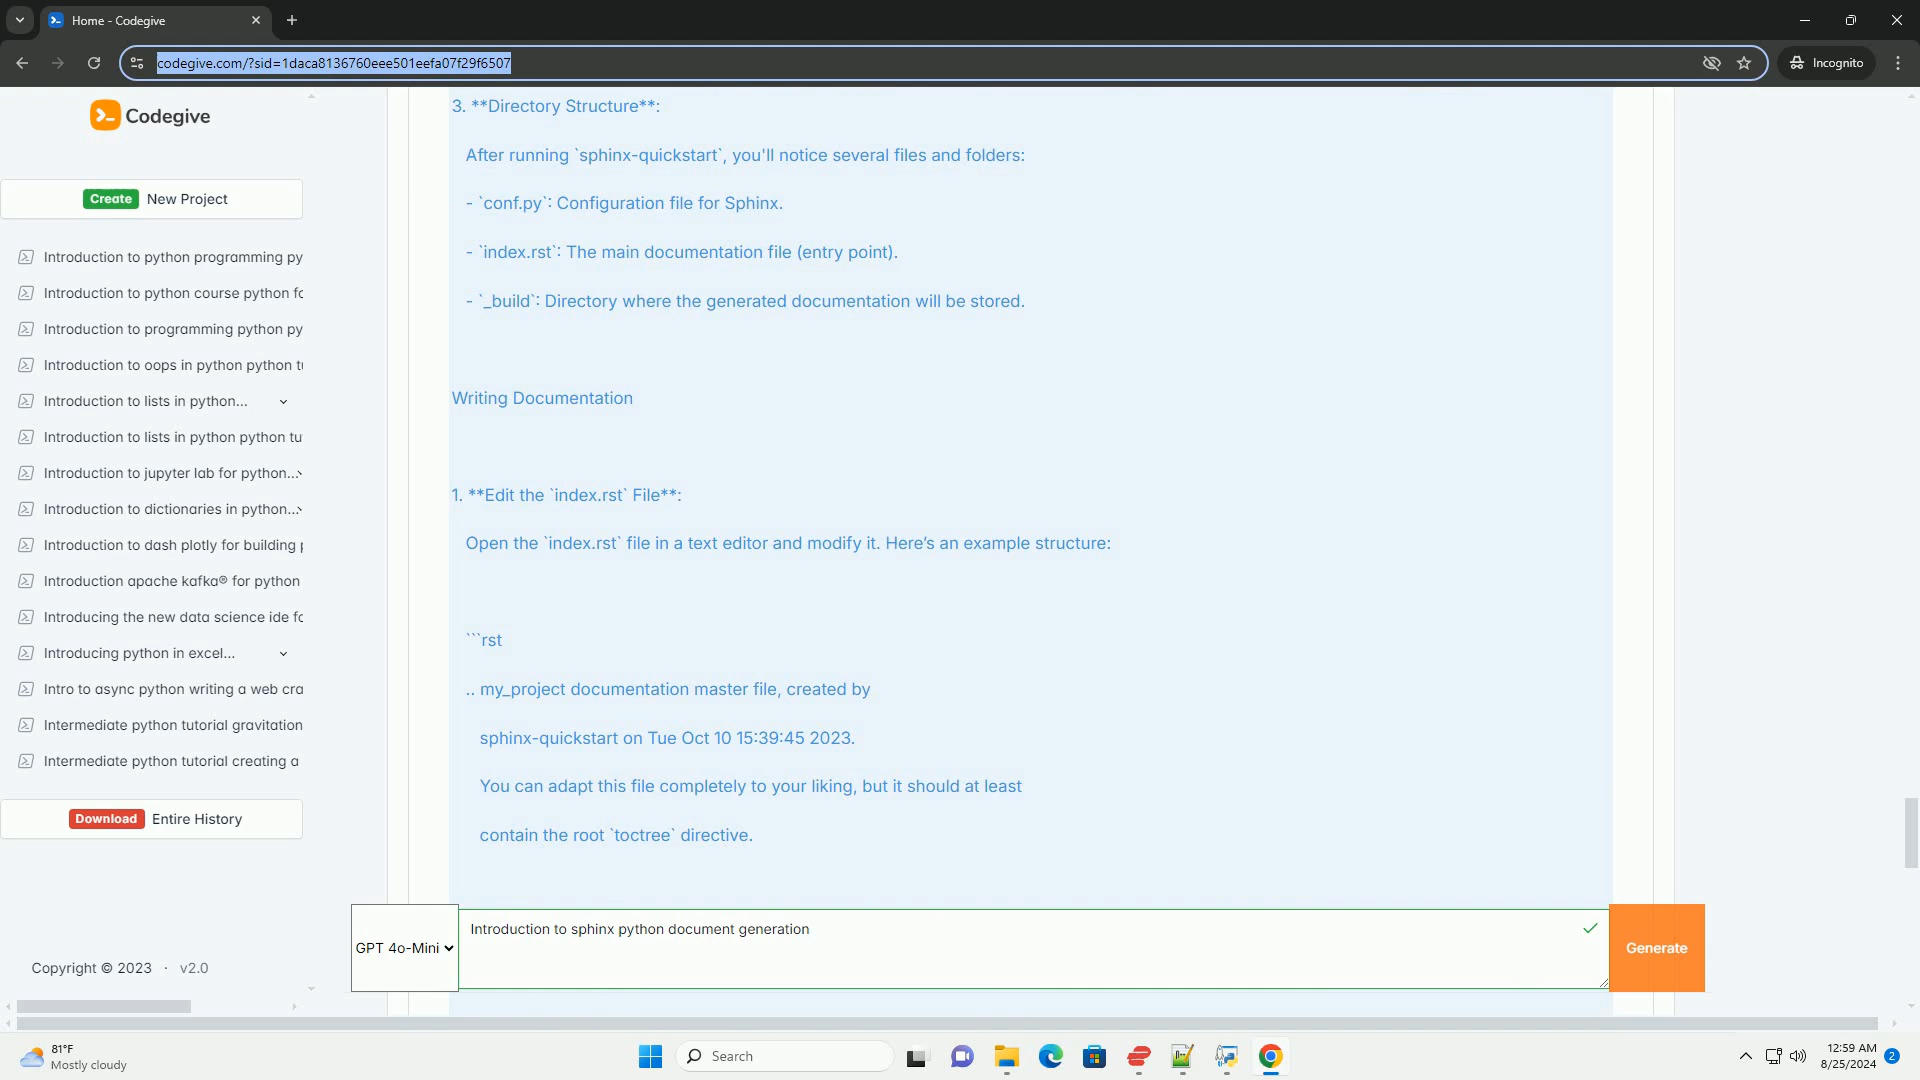 Home - Codegive
codegive.com/?sid=1daca8136760eee501eefa07f29f6507
Incognito
Codegive
Create New Project
Introduction to python programming py
Introduction to python course python fo
Introduction to programming python py
Introduction to oops in python python tu
Introduction to lists in python...
Introduction to lists in python python tu
Introduction to jupyter lab for python...
Introduction to dictionaries in python...
Introduction to dash plotly for building p
Introduction apache kafka® for python
Introducing the new data science ide fo
Introducing python in excel...
Intro to async python writing a web cra
Intermediate python tutorial gravitation
Intermediate python tutorial creating a
Download Entire History
Copyright © 2023 · v2.0
3. **Directory Structure**:
After running `sphinx-quickstart`, you'll notice several files and folders:
- `conf.py`: Configuration file for Sphinx.
- `index.rst`: The main documentation file (entry point).
- `_build`: Directory where the generated documentation will be stored.
Writing Documentation
1. **Edit the `index.rst` File**:
Open the `index.rst` file in a text editor and modify it. Here’s an example structure:
```rst
.. my_project documentation master file, created by
sphinx-quickstart on Tue Oct 10 15:39:45 2023.
You can adapt this file completely to your liking, but it should at least
contain the root `toctree` directive.
GPT 4o-Mini
Introduction to sphinx python document generation
Generate
81°F
Mostly cloudy
Search
12:59 AM
8/25/2024
2